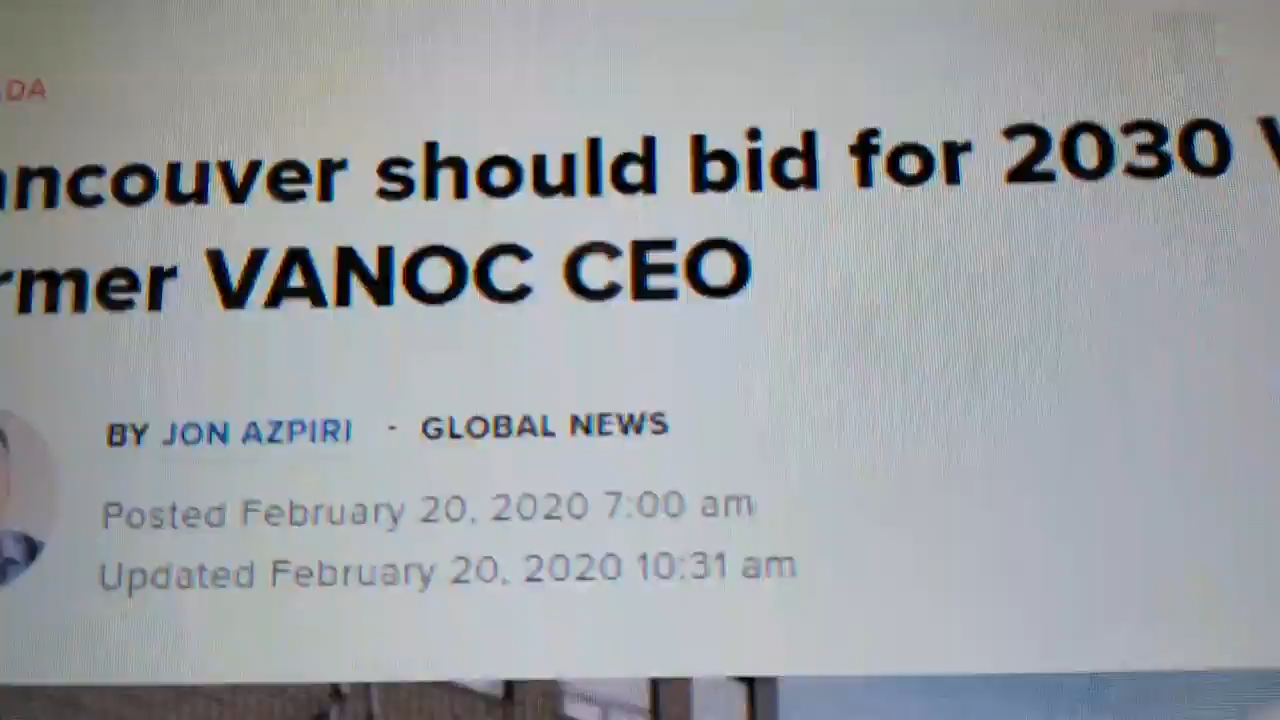 DA
ancouver should bid for 2030
rmer VANOC CEO
BY JON AZPIRI · GLOBAL NEWS
Posted February 20, 2020 7:00 am
Updated February 20, 2020 10:31 am